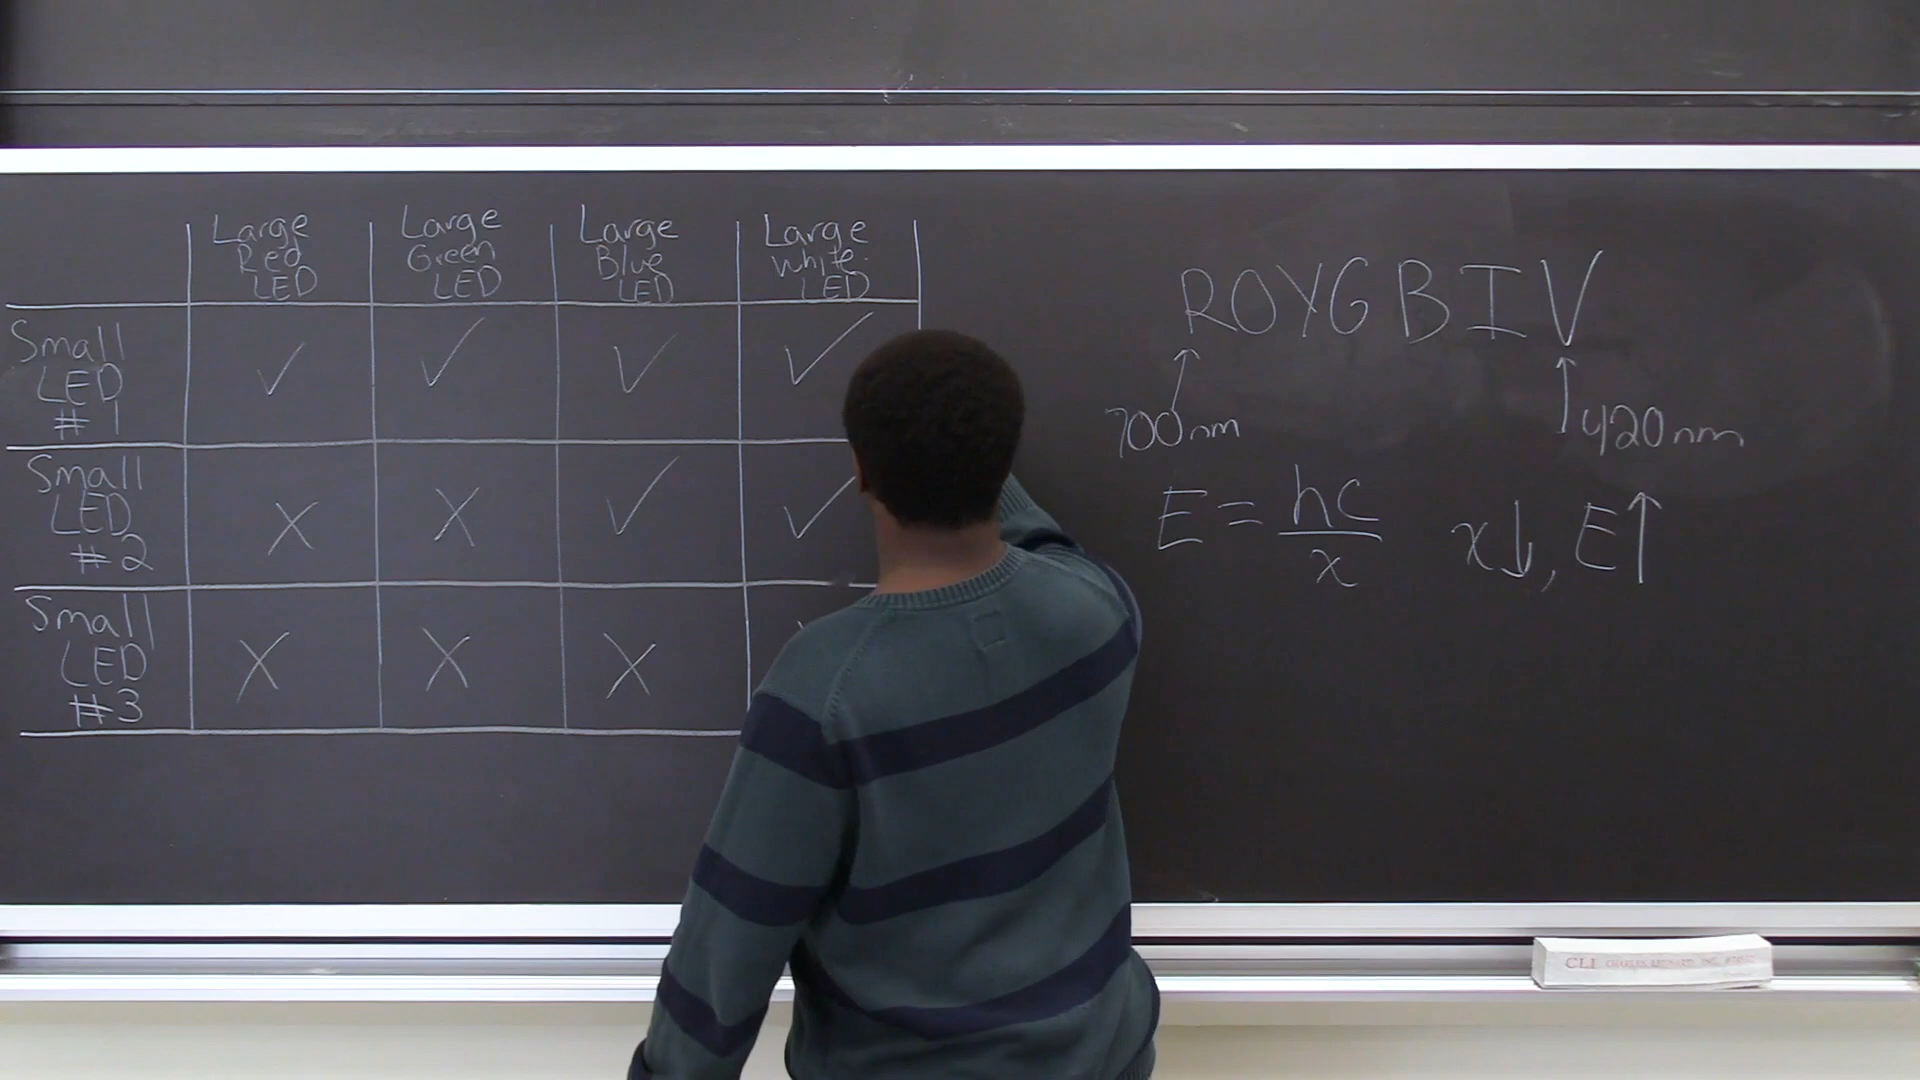 Large Red LED
Large Green LED
Large Blue LED
Large White LED
Small LED #1 ✓ ✓ ✓ ✓
Small LED #2 X X ✓ ✓
Small LED #3 X X X
ROYGBIV
700nm
420nm
E = hc/x x↓, E↑
CLI